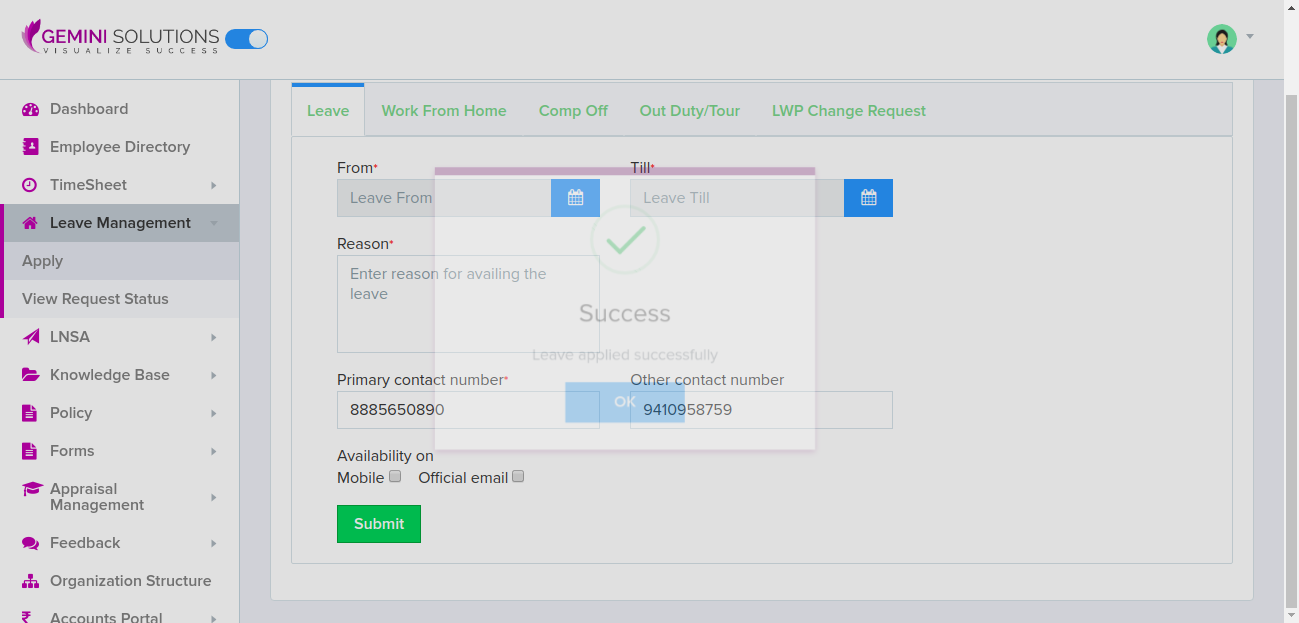 GEMINI SOLUTIONS
VISUALIZE SUCCESS
Dashboard
Employee Directory
TimeSheet
Leave Management
Apply
View Request Status
LNSA
Knowledge Base
Policy
Forms
Appraisal
Management
Feedback
Organization Structure
Accounts Portal
Leave Work From Home Comp Off Out Duty/Tour LWP Change Request
From* Till*
Leave From Leave Till
Reason*
Enter reason for availing the
leave
Success
Leave applied successfully
OK
Primary contact number* Other contact number
8885650890 9410958759
Availability on
Mobile Official email
Submit